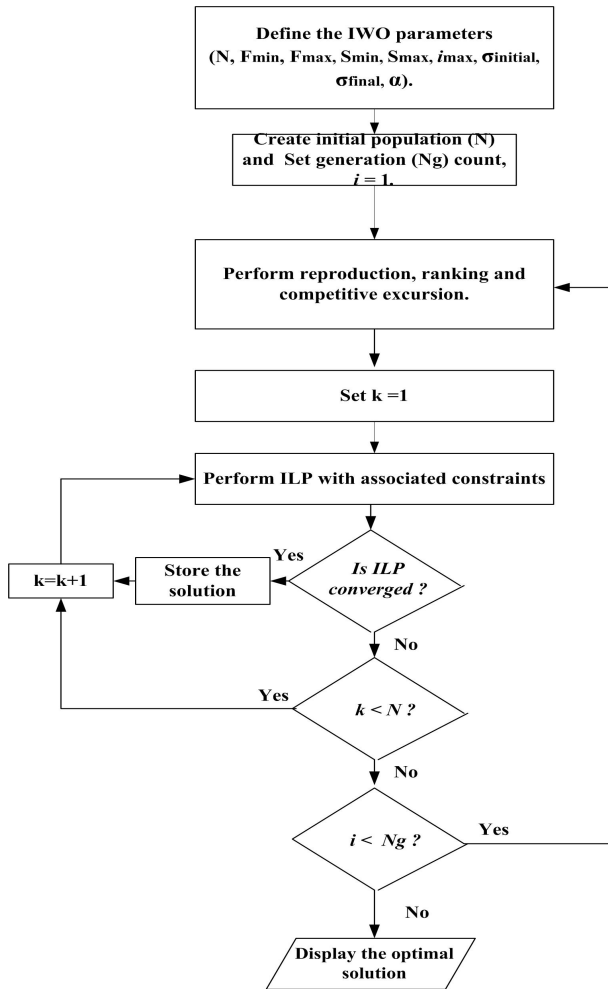 Define the IWO parameters
(N, Fmin, Fmax, Smin, Smax, imax, σinitial,
σfinal, α).
Create initial population (N)
and Set generation (Ng) count,
i = 1.
Perform reproduction, ranking and
competitive excursion.
Set k =1
Perform ILP with associated constraints
Yes
Is ILP
converged ?
Store the
solution
k=k+1
No
Yes
k < N ?
No
i < Ng ?
Yes
No
Display the optimal
solution